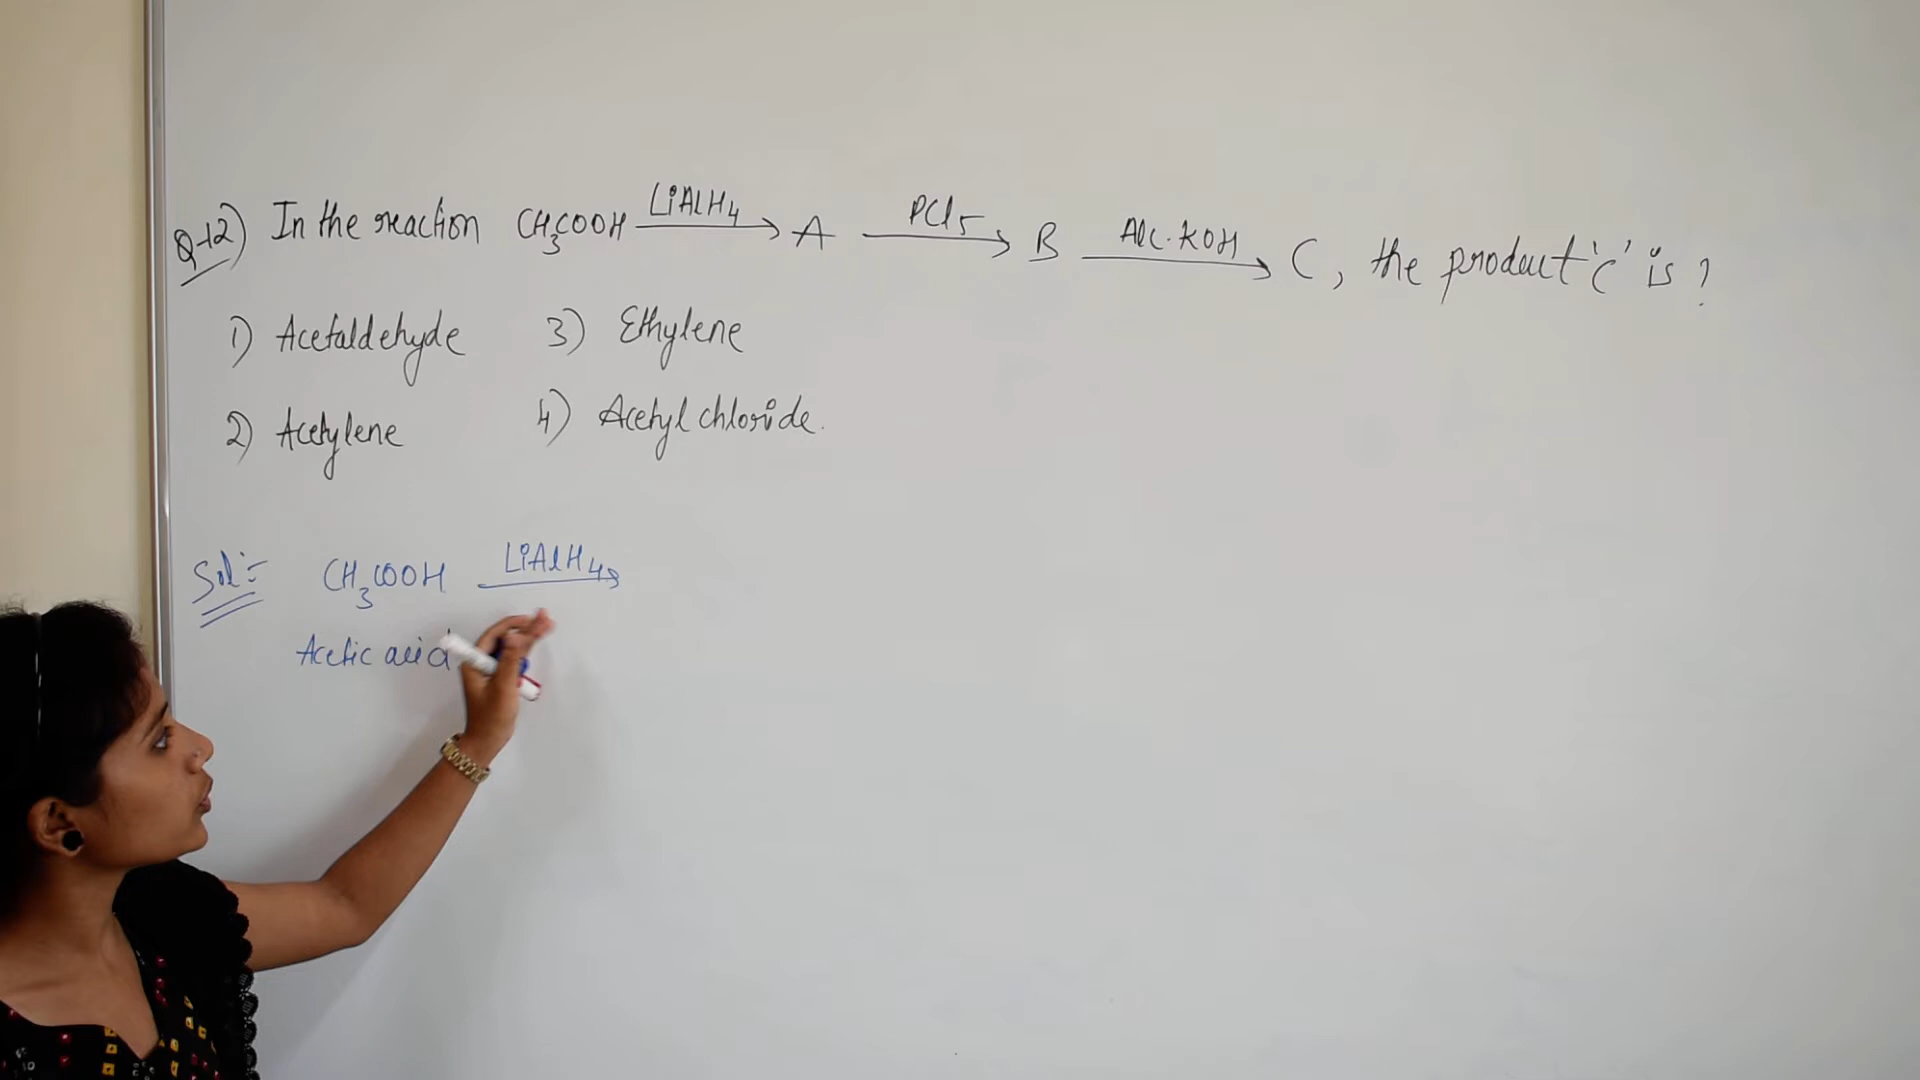 Q-12) In the reaction CH₃COOH —LiAlH₄→ A —PCl₅→ B —Alc. KOH→ C, the product 'c' is ?
1) Acetaldehyde 3) Ethylene
2) Acetylene 4) Acetyl chloride.
Sol:- CH₃COOH —LiAlH₄→
Acetic acid